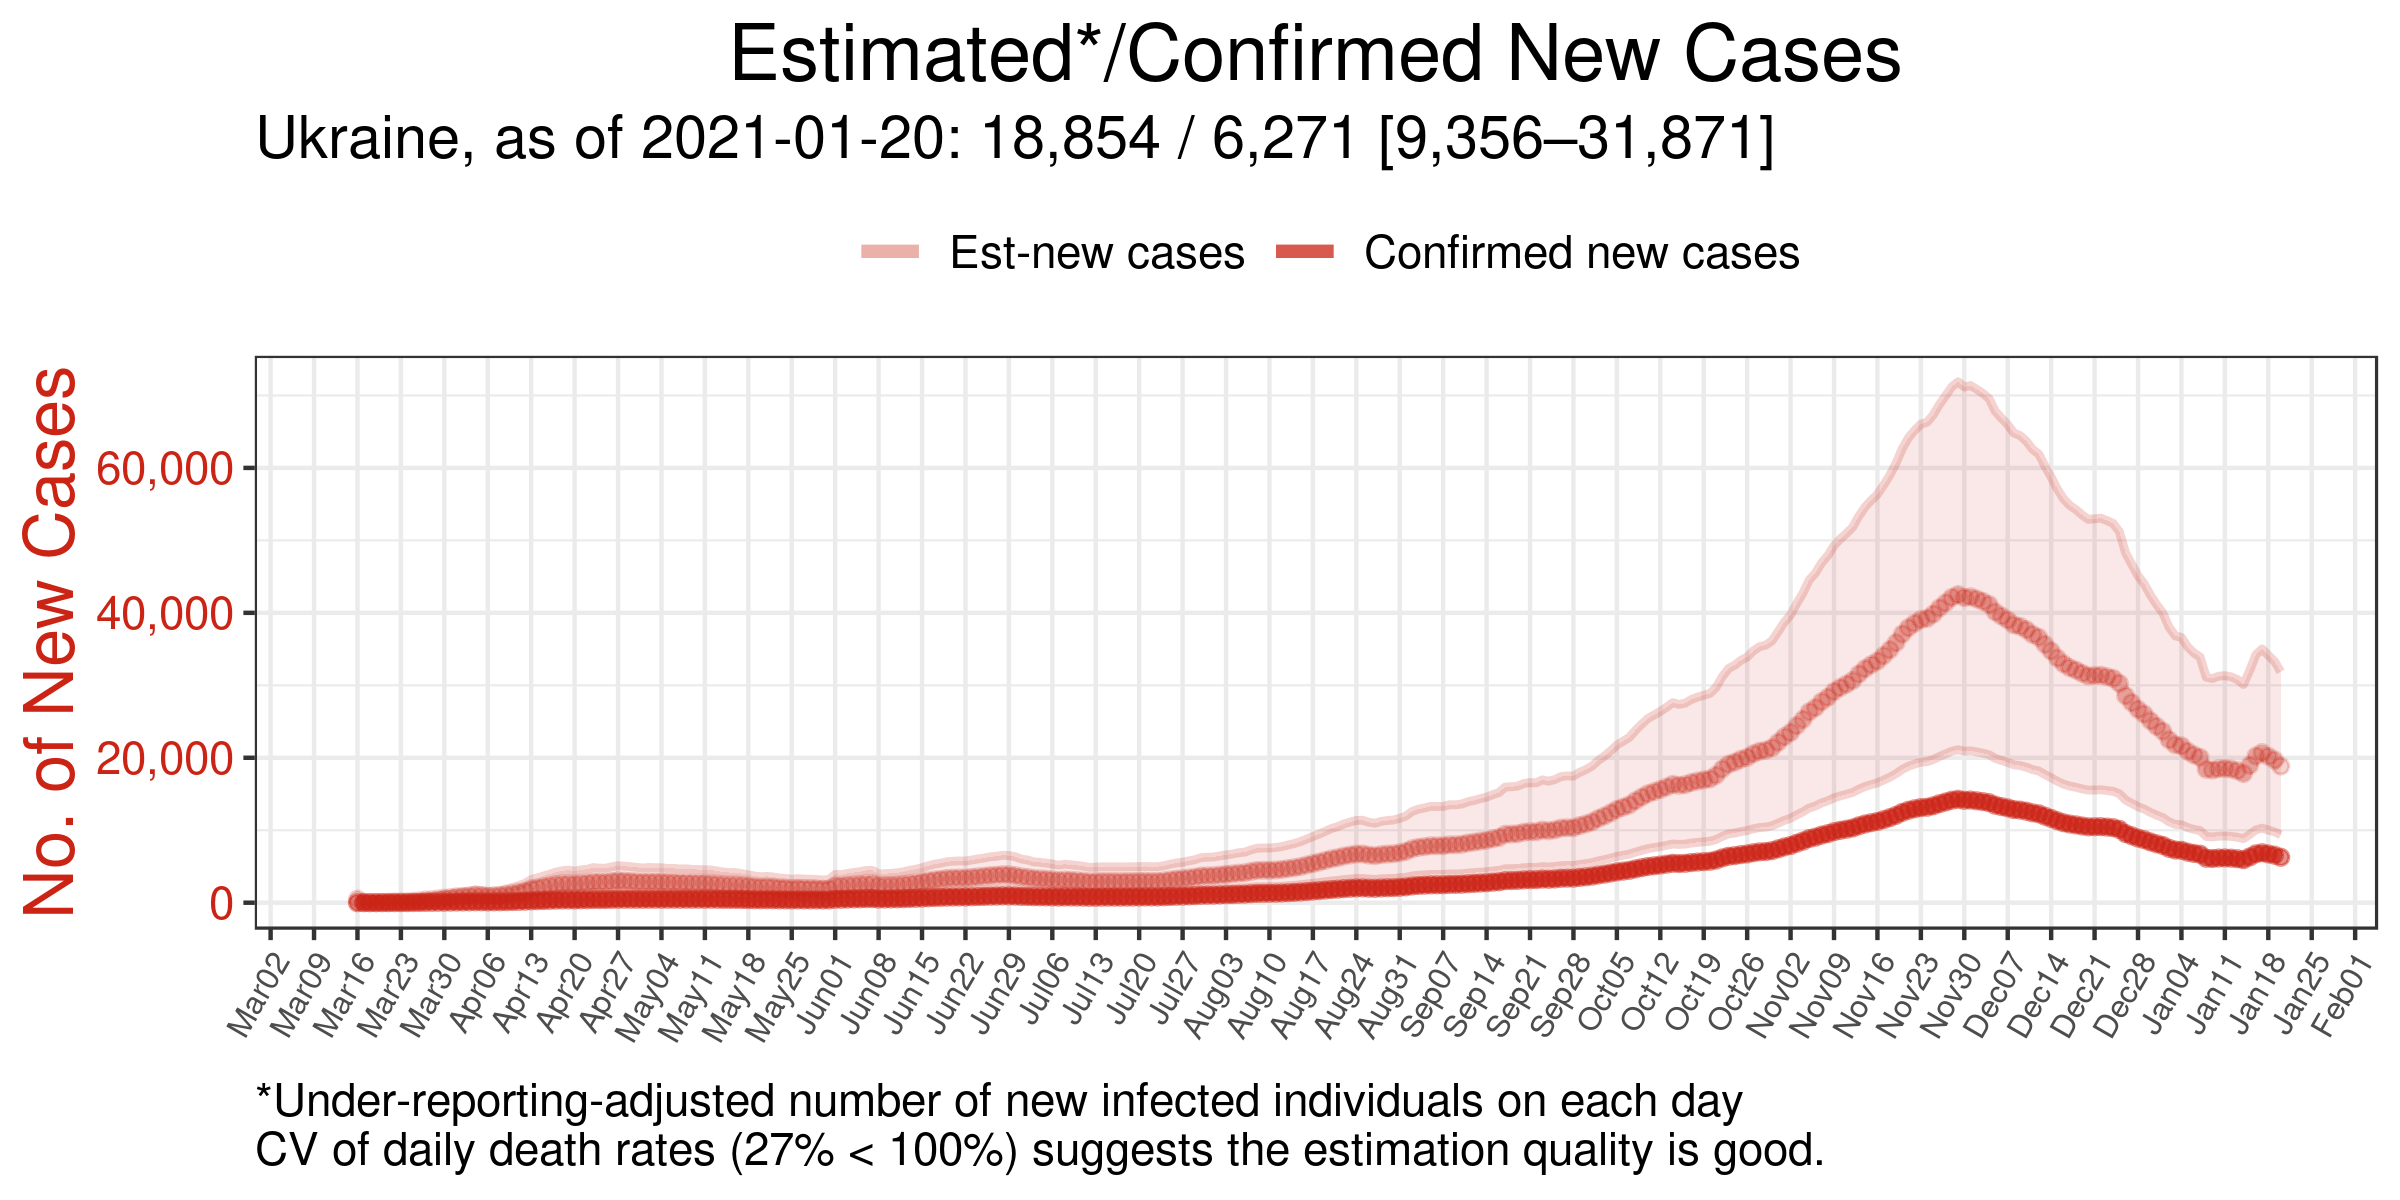 Estimated*/Confirmed New Cases
Ukraine, as of 2021-01-20: 18,854 / 6,271 [9,356–31,871]
Est-new cases
Confirmed new cases
No. of New Cases
60,000
40,000
20,000
0
Mar02
Mar09
Mar16
Mar23
Mar30
Apr06
Apr13
Apr20
Apr27
May04
May11
May18
May25
Jun01
Jun08
Jun15
Jun22
Jun29
Jul06
Jul13
Jul20
Jul27
Aug03
Aug10
Aug17
Aug24
Aug31
Sep07
Sep14
Sep21
Sep28
Oct05
Oct12
Oct19
Oct26
Nov02
Nov09
Nov16
Nov23
Nov30
Dec07
Dec14
Dec21
Dec28
Jan04
Jan11
Jan18
Jan25
Feb01
*Under-reporting-adjusted number of new infected individuals on each day
CV of daily death rates (27% < 100%) suggests the estimation quality is good.